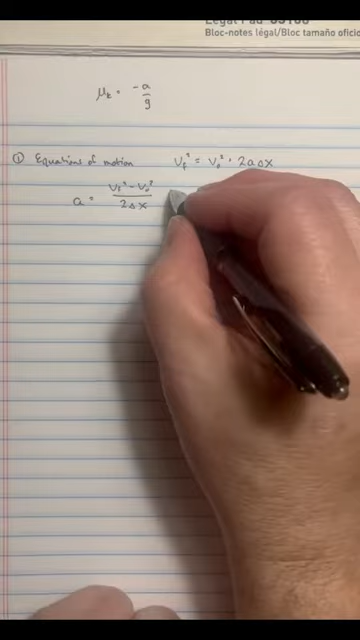 Legal Pad
Bloc-notes légal/Bloc tamaño oficio
μk = -a/g
① Equations of motion Vf² = V₀² + 2aΔx
a = Vf² - V₀² / 2Δx